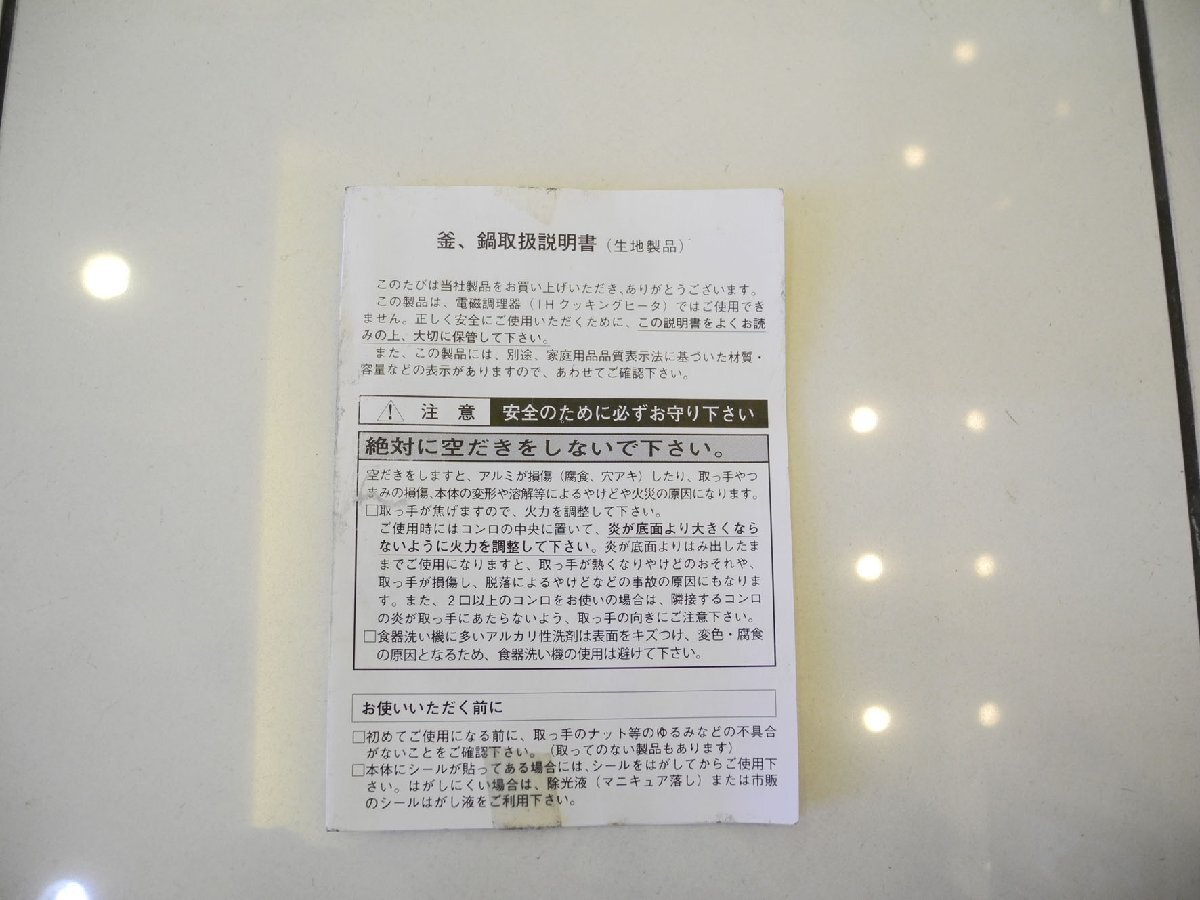 釜、鍋取扱説明書（生地製品）
このたびは当社製品をお買い上げいただき、ありがとうございます。
この製品は、電磁調理器（IHクッキングヒータ）ではご使用でき
ません。正しく安全にご使用いただくために、この説明書をよくお読
みの上、大切に保管して下さい。
また、この製品には、別途、家庭用品品質表示法に基づいた材質・
容量などの表示がありますので、あわせてご確認下さい。
注 意 安全のために必ずお守り下さい
絶対に空だきをしないで下さい。
空だきをしますと、アルミが損傷（腐食、穴アキ）したり、取っ手やつ
まみの損傷、本体の変形や溶解等によるやけどや火災の原因になります。
□取っ手が焦げますので、火力を調整して下さい。
ご使用時にはコンロの中央に置いて、炎が底面より大きくなら
ないように火力を調整して下さい。炎が底面よりはみ出したま
までご使用になりますと、取っ手が熱くなりやけどのおそれや、
取っ手が損傷し、脱落によるやけどなどの事故の原因にもなりま
す。また、2口以上のコンロをお使いの場合は、隣接するコンロ
の炎が取っ手にあたらないよう、取っ手の向きにご注意下さい。
□食器洗い機に多いアルカリ性洗剤は表面をキズつけ、変色・腐食
の原因となるため、食器洗い機の使用は避けて下さい。
お使いいただく前に
□初めてご使用になる前に、取っ手のナット等のゆるみなどの不具合
がないことをご確認下さい。（取ってのない製品もあります）
□本体にシールが貼ってある場合には、シールをはがしてからご使用下
さい。はがしにくい場合は、除光液（マニキュア落し）または市販
のシールはがし液をご利用下さい。